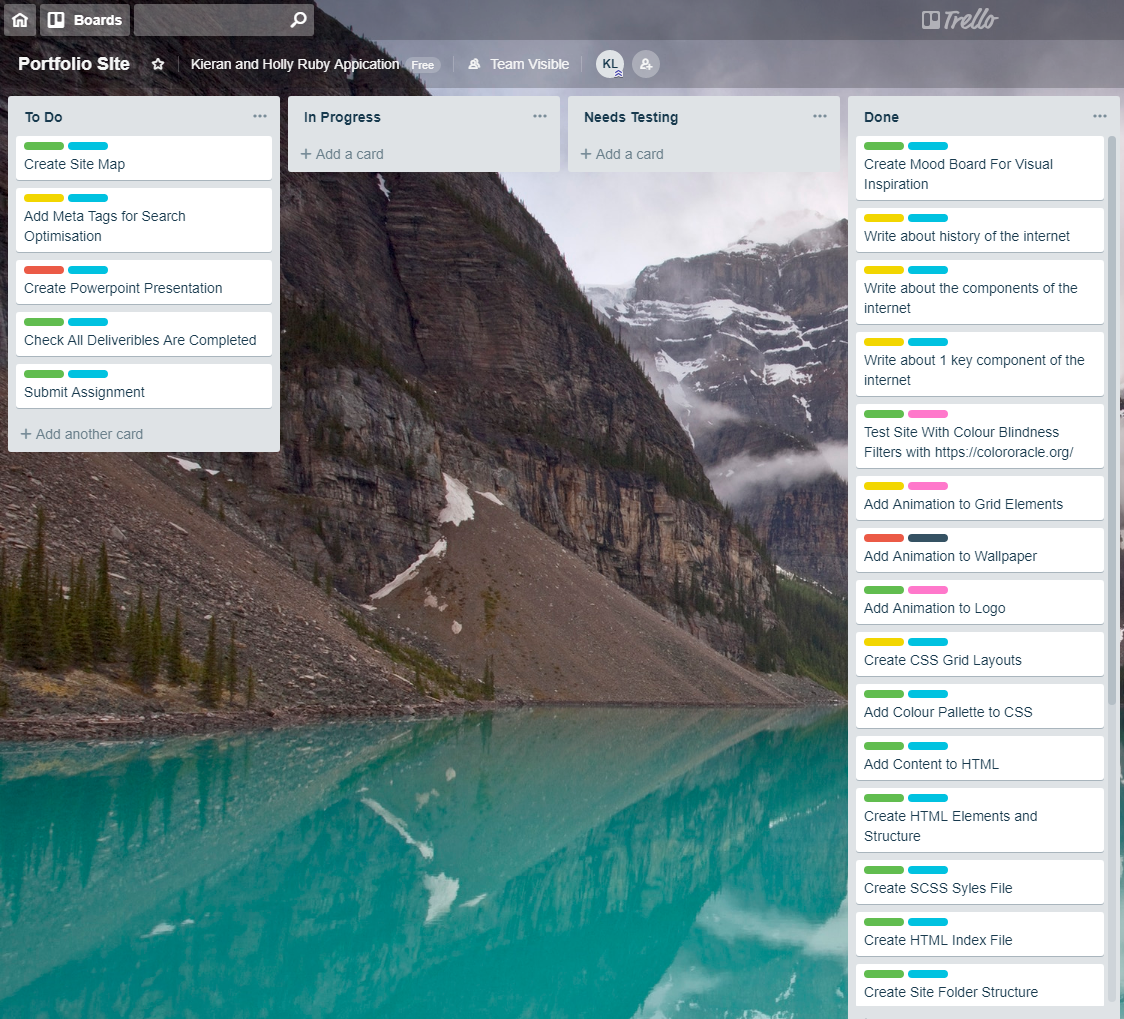 Boards
Trello
Portfolio SIte
Kieran and Holly Ruby Appication
Free
Team Visible
KL
To Do
Create Site Map
Add Meta Tags for Search
Optimisation
Create Powerpoint Presentation
Check All Deliveribles Are Completed
Submit Assignment
+ Add another card
In Progress
+ Add a card
Needs Testing
+ Add a card
Done
Create Mood Board For Visual
Inspiration
Write about history of the internet
Write about the components of the
internet
Write about 1 key component of the
internet
Test Site With Colour Blindness
Filters with https://colororacle.org/
Add Animation to Grid Elements
Add Animation to Wallpaper
Add Animation to Logo
Create CSS Grid Layouts
Add Colour Pallette to CSS
Add Content to HTML
Create HTML Elements and
Structure
Create SCSS Syles File
Create HTML Index File
Create Site Folder Structure